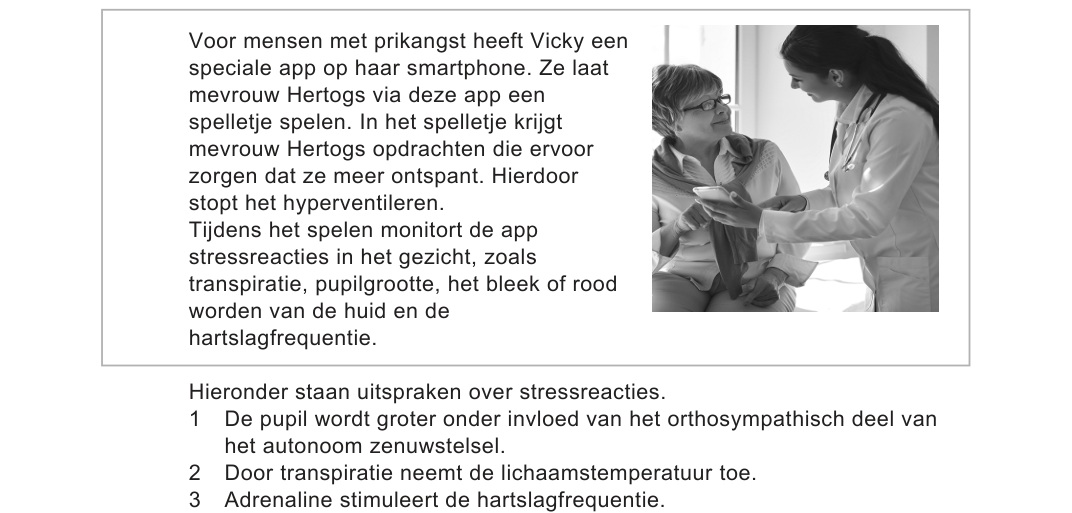 Voor mensen met prikangst heeft Vicky een
speciale app op haar smartphone. Ze laat
mevrouw Hertogs via deze app een
spelletje spelen. In het spelletje krijgt
mevrouw Hertogs opdrachten die ervoor
zorgen dat ze meer ontspant. Hierdoor
stopt het hyperventileren.
Tijdens het spelen monitort de app
stressreacties in het gezicht, zoals
transpiratie, pupilgrootte, het bleek of rood
worden van de huid en de
hartslagfrequentie.
Hieronder staan uitspraken over stressreacties.
1 De pupil wordt groter onder invloed van het orthosympathisch deel van
het autonoom zenuwstelsel.
2 Door transpiratie neemt de lichaamstemperatuur toe.
3 Adrenaline stimuleert de hartslagfrequentie.